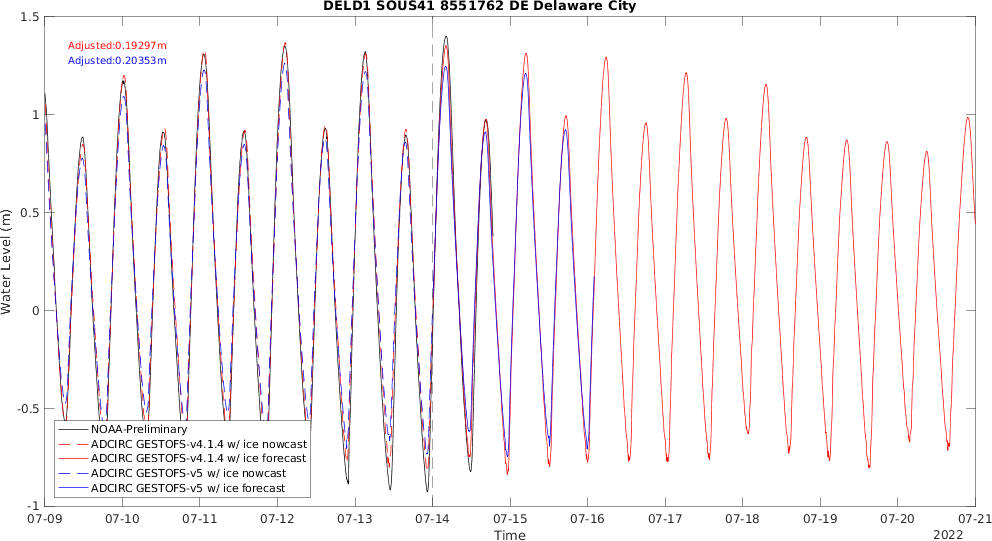 DELD1 SOUS41 8551762 DE Delaware City
1.5
Adjusted:0.19297m
Adjusted:0.20353m
1
0.5
Water Level (m)
0
-0.5
NOAA-Preliminary
ADCIRC GESTOFS-v4.1.4 w/ ice nowcast
ADCIRC GESTOFS-v4.1.4 w/ ice forecast
ADCIRC GESTOFS-v5 w/ ice nowcast
ADCIRC GESTOFS-v5 w/ ice forecast
-1
07-09 07-10 07-11 07-12 07-13 07-14 07-15 07-16 07-17 07-18 07-19 07-20 07-21
Time
2022